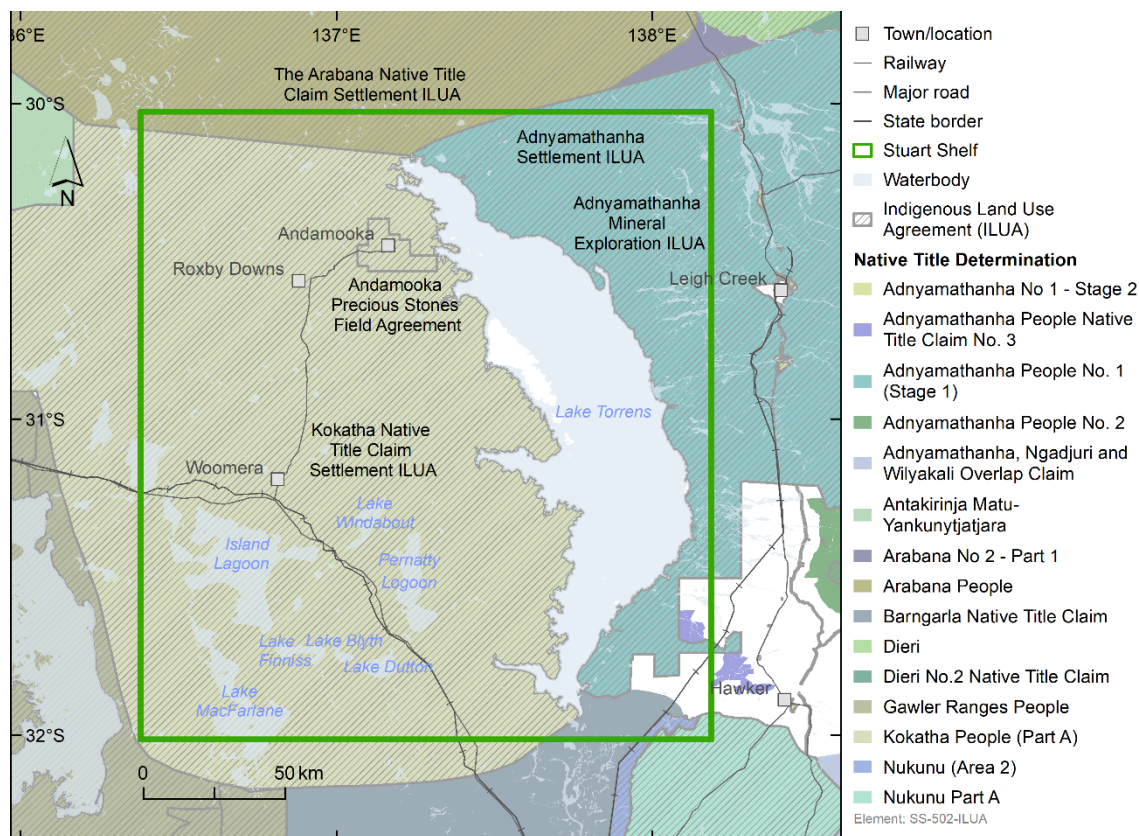 36°E
137°E
138°E
30°S
31°S
32°S
The Arabana Native Title
Claim Settlement ILUA
Adnyamathanha
Settlement ILUA
N
Adnyamathanha
Mineral
Exploration ILUA
Andamooka
Roxby Downs
Leigh Creek
Andamooka
Precious Stones
Field Agreement
Lake Torrens
Kokatha Native
Title Claim
Settlement ILUA
Woomera
Lake
Windabout
Island
Lagoon
Pernatty
Logoon
Lake
Finniss
Lake Blyth
Lake Dutton
Lake
MacFarlane
Hawker
0
50 km
Town/location
Railway
Major road
State border
Stuart Shelf
Waterbody
Indigenous Land Use
Agreement (ILUA)
Native Title Determination
Adnyamathanha No 1 - Stage 2
Adnyamathanha People Native
Title Claim No. 3
Adnyamathanha People No. 1
(Stage 1)
Adnyamathanha People No. 2
Adnyamathanha, Ngadjuri and
Wilyakali Overlap Claim
Antakirinja Matu-
Yankunytjatjara
Arabana No 2 - Part 1
Arabana People
Barngarla Native Title Claim
Dieri
Dieri No.2 Native Title Claim
Gawler Ranges People
Kokatha People (Part A)
Nukunu (Area 2)
Nukunu Part A
Element: SS-502-ILUA